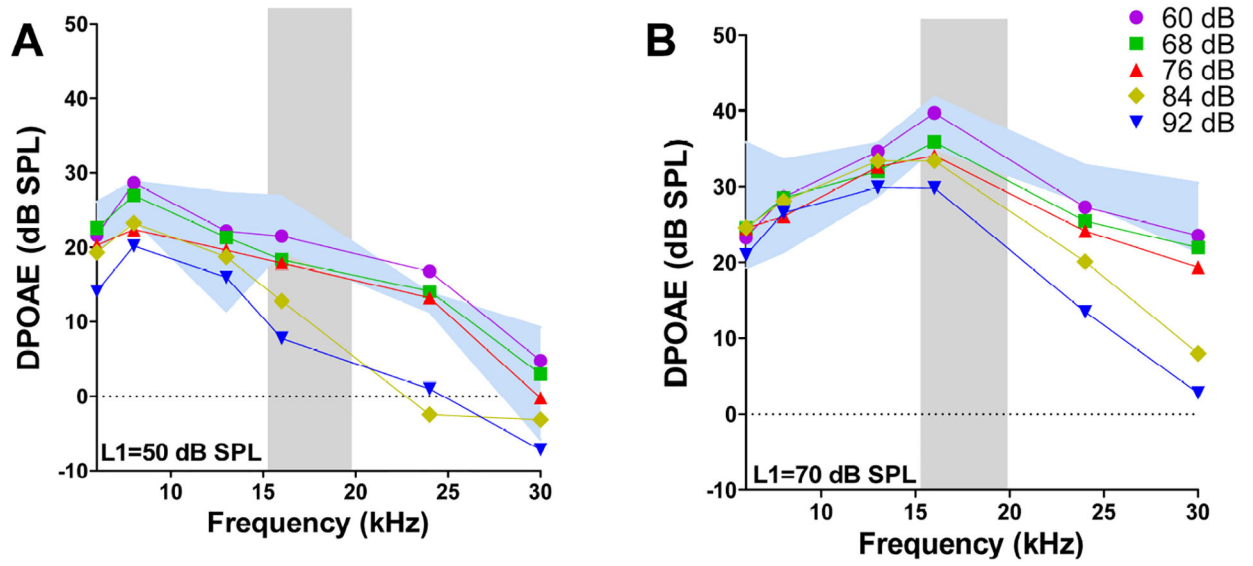 A
DPOAE (dB SPL)
50
40
30
20
10
0
-10
L1=50 dB SPL
10
15
20
25
30
Frequency (kHz)
B
DPOAE (dB SPL)
50
40
30
20
10
0
-10
L1=70 dB SPL
10
15
20
25
30
Frequency (kHz)
60 dB
68 dB
76 dB
84 dB
92 dB